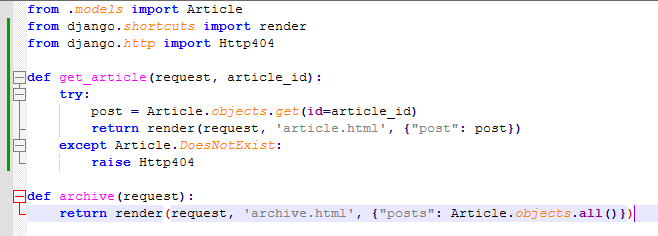 from .models import Article
from django.shortcuts import render
from django.http import Http404

def get_article(request, article_id):
    try:
        post = Article.objects.get(id=article_id)
        return render(request, 'article.html', {"post": post})
    except Article.DoesNotExist:
        raise Http404

def archive(request):
    return render(request, 'archive.html', {"posts": Article.objects.all()})